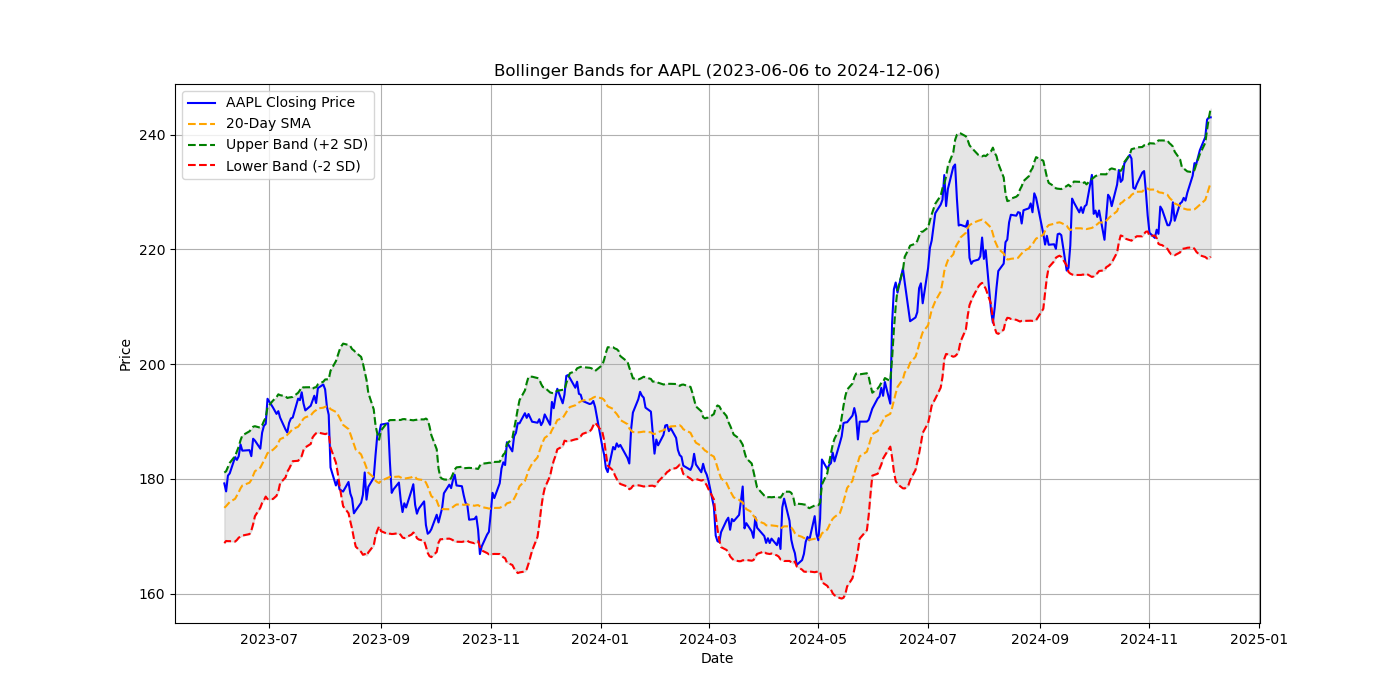 Bollinger Bands for AAPL (2023-06-06 to 2024-12-06)
AAPL Closing Price
20-Day SMA
Upper Band (+2 SD)
Lower Band (-2 SD)
240
220
200
180
160
Price
2023-07 2023-09 2023-11 2024-01 2024-03 2024-05 2024-07 2024-09 2024-11 2025-01
Date